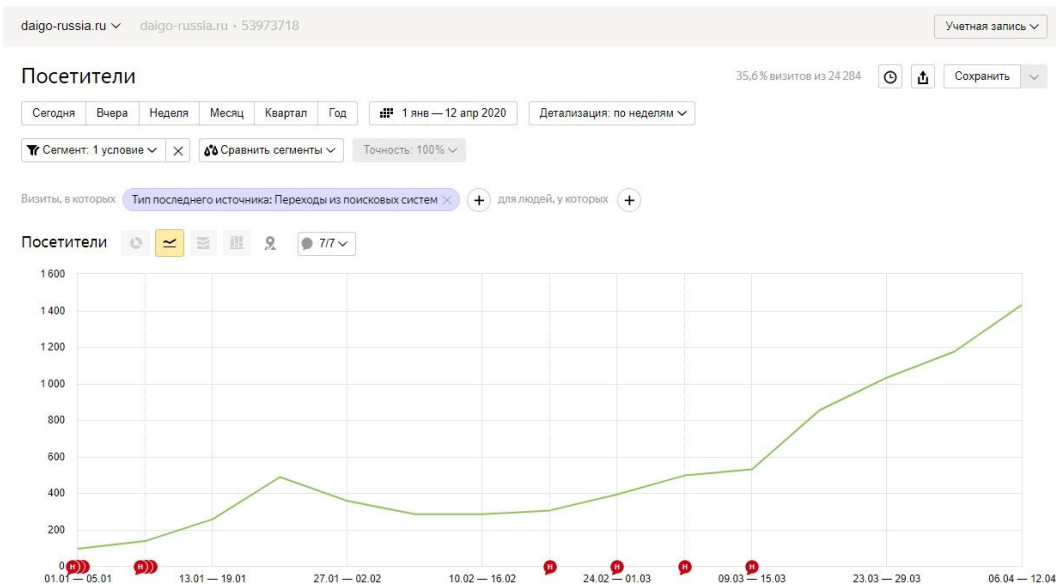 daigo-russia.ru daigo-russia.ru • 53973718 Учетная запись
Посетители 35,6 % визитов из 24 284 Сохранить
Сегодня Вчера Неделя Месяц Квартал Год 1 янв — 12 апр 2020 Детализация: по неделям
Сегмент: 1 условие Сравнить сегменты Точность: 100%
Визиты, в которых Тип последнего источника: Переходы из поисковых систем + для людей, у которых +
Посетители 7/7
1 600
1 400
1 200
1 000
800
600
400
200
0 Н Н Н Н Н Н
01.01 — 05.01 13.01 — 19.01 27.01 — 02.02 10.02 — 16.02 24.02 — 01.03 09.03 — 15.03 23.03 — 29.03 06.04 — 12.04